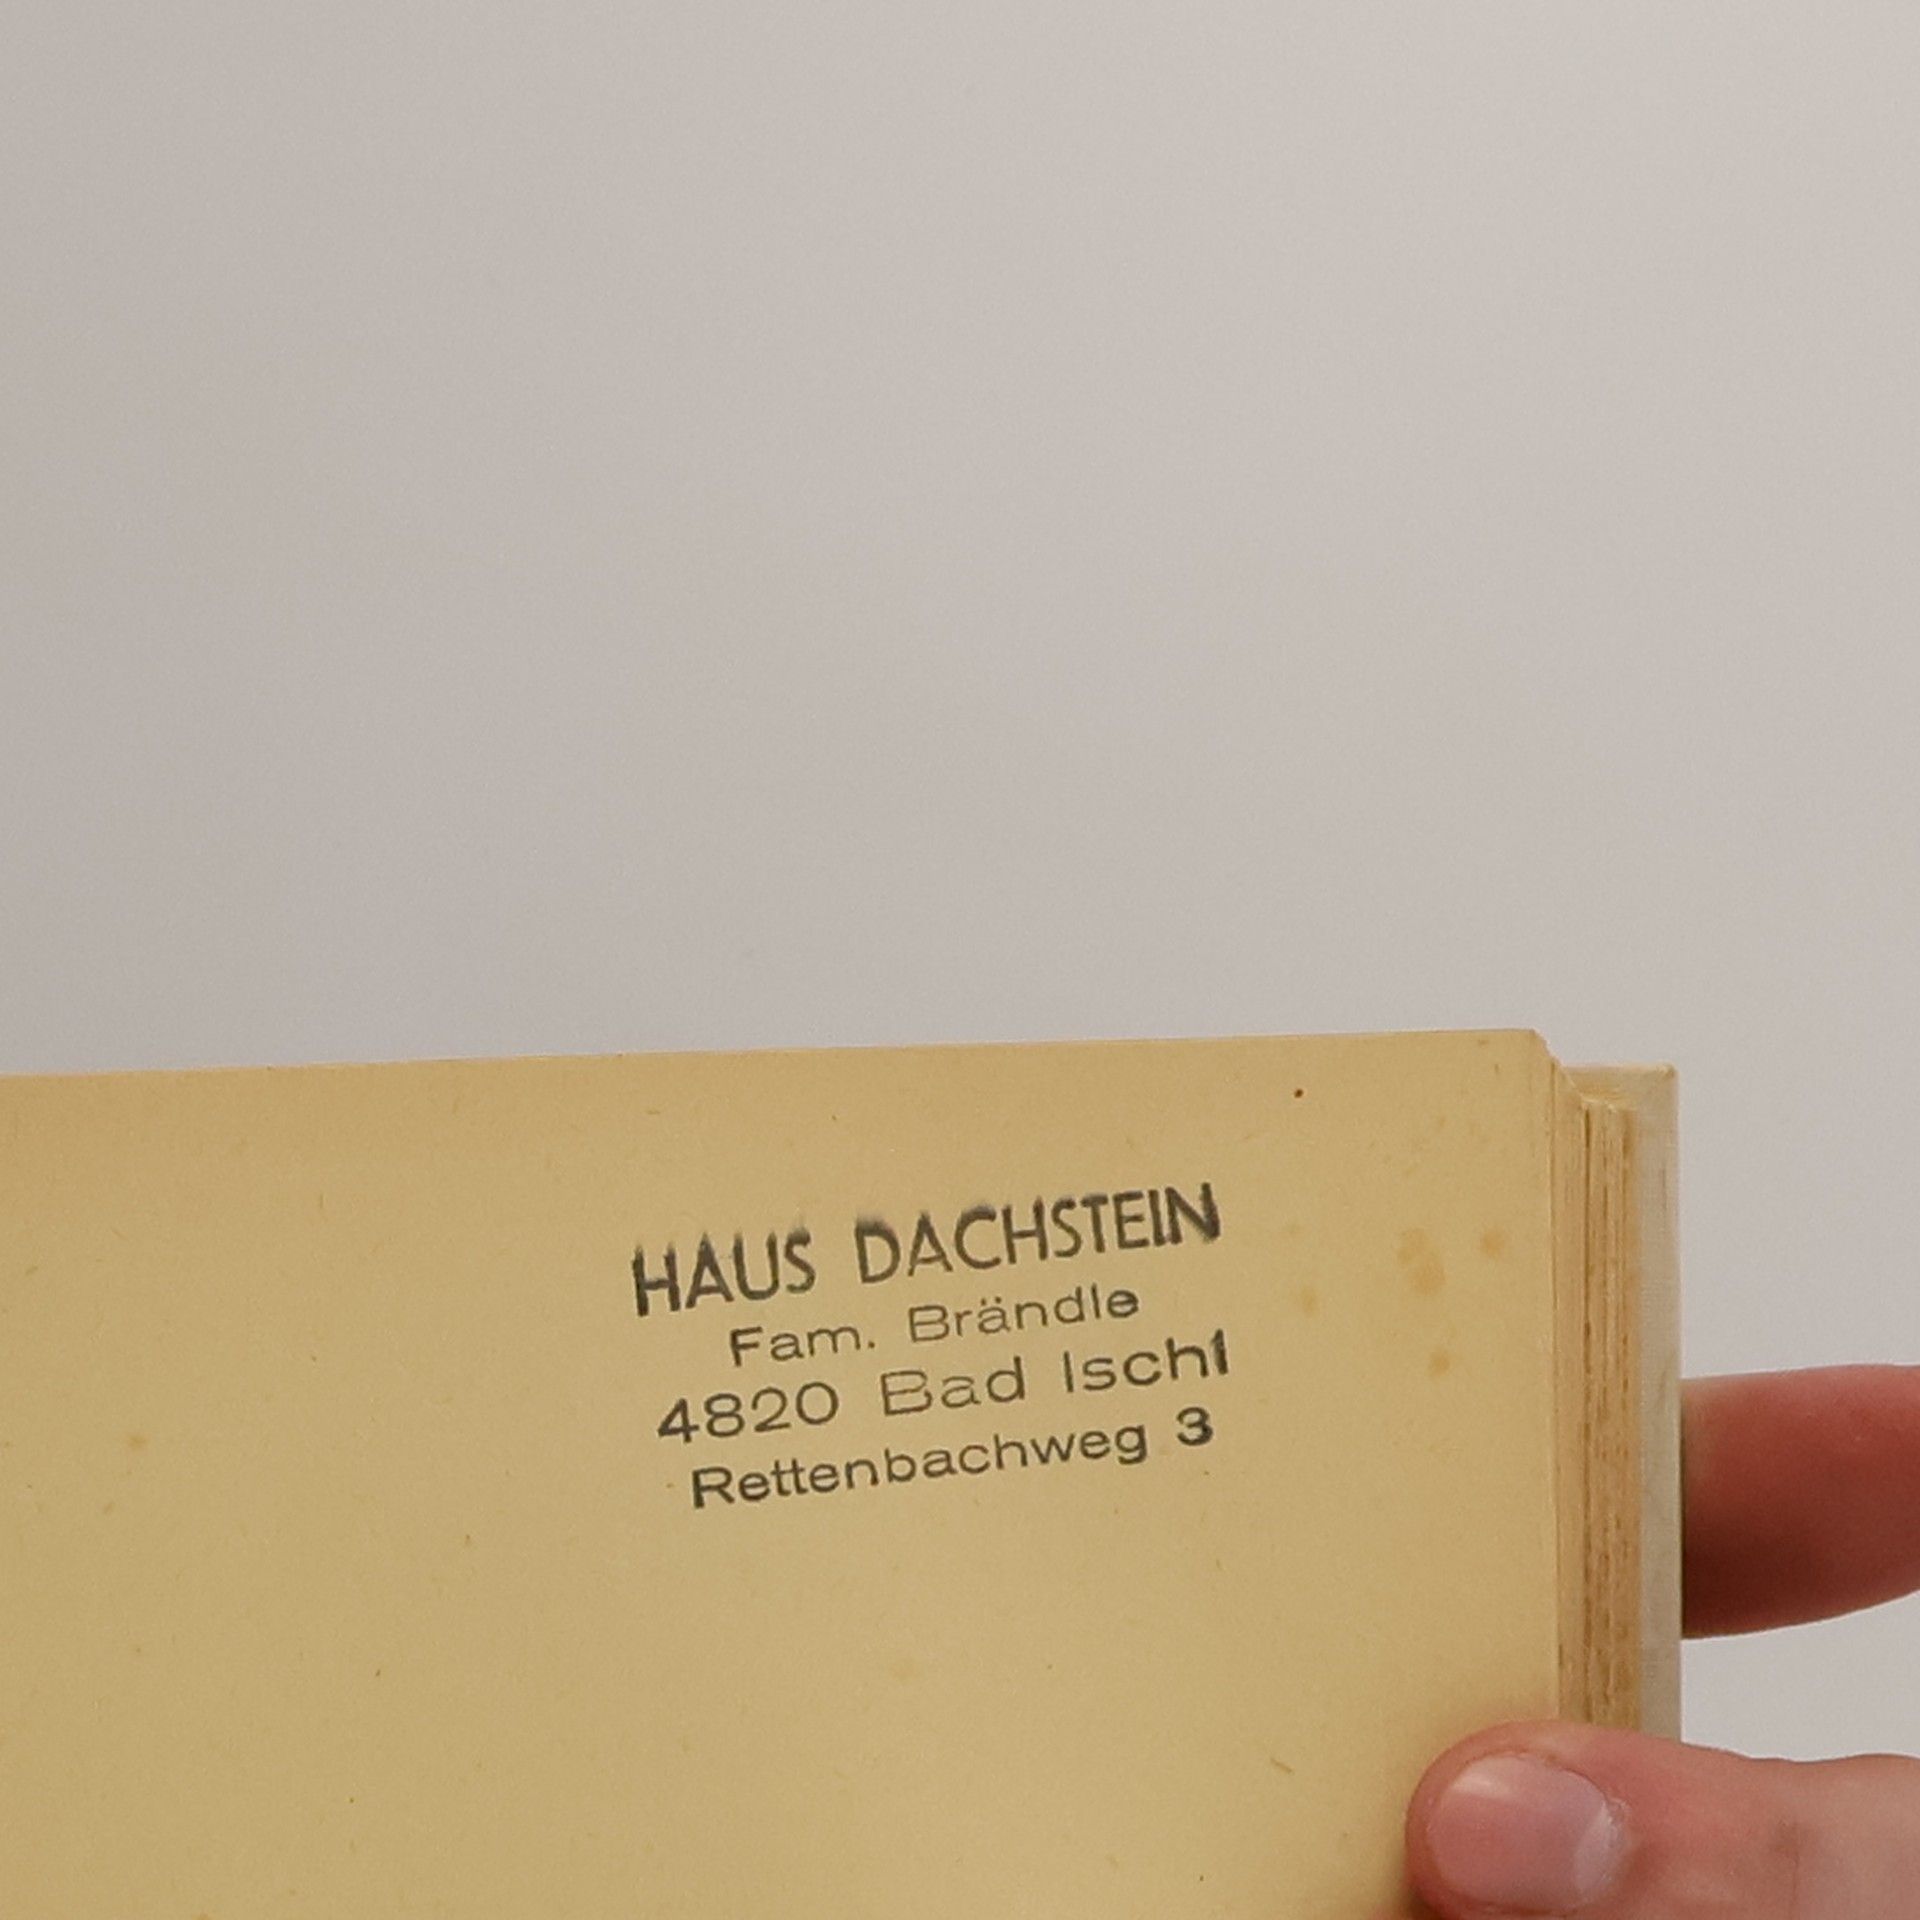 HAUS DACHSTEIN
Fam. Brändle
4820 Bad Ischl
Rettenbachweg 3